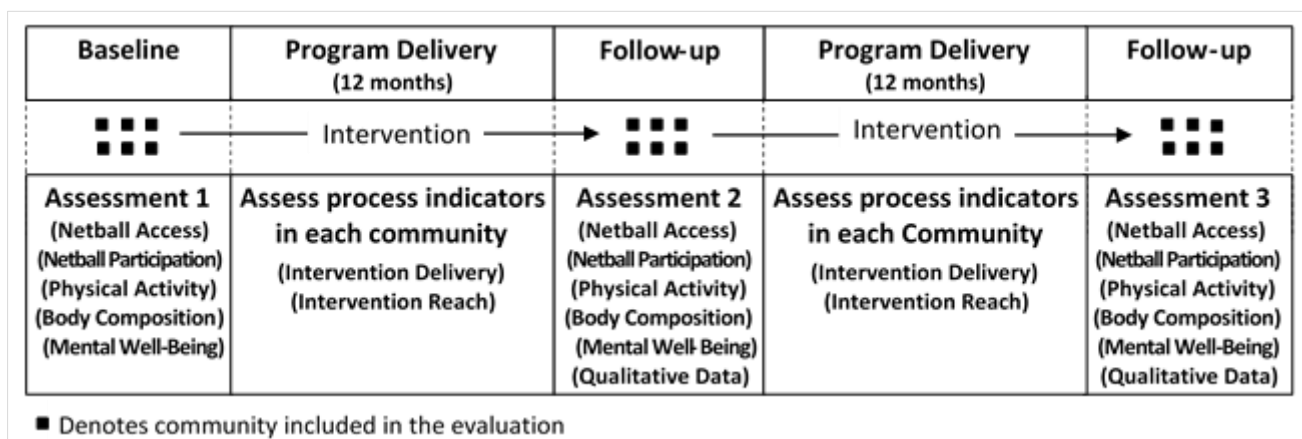 Baseline
Program Delivery
(12 months)
Follow-up
Program Delivery
(12 months)
Follow-up
Intervention
Intervention
Assessment 1
(Netball Access)
(Netball Participation)
(Physical Activity)
(Body Composition)
(Mental Well-Being)
Assess process indicators
in each community
(Intervention Delivery)
(Intervention Reach)
Assessment 2
(Netball Access)
(Netball Participation)
(Physical Activity)
(Body Composition)
(Mental Well-Being)
(Qualitative Data)
Assess process indicators
in each Community
(Intervention Delivery)
(Intervention Reach)
Assessment 3
(Netball Access)
(Netball Participation)
(Physical Activity)
(Body Composition)
(Mental Well-Being)
(Qualitative Data)
Denotes community included in the evaluation